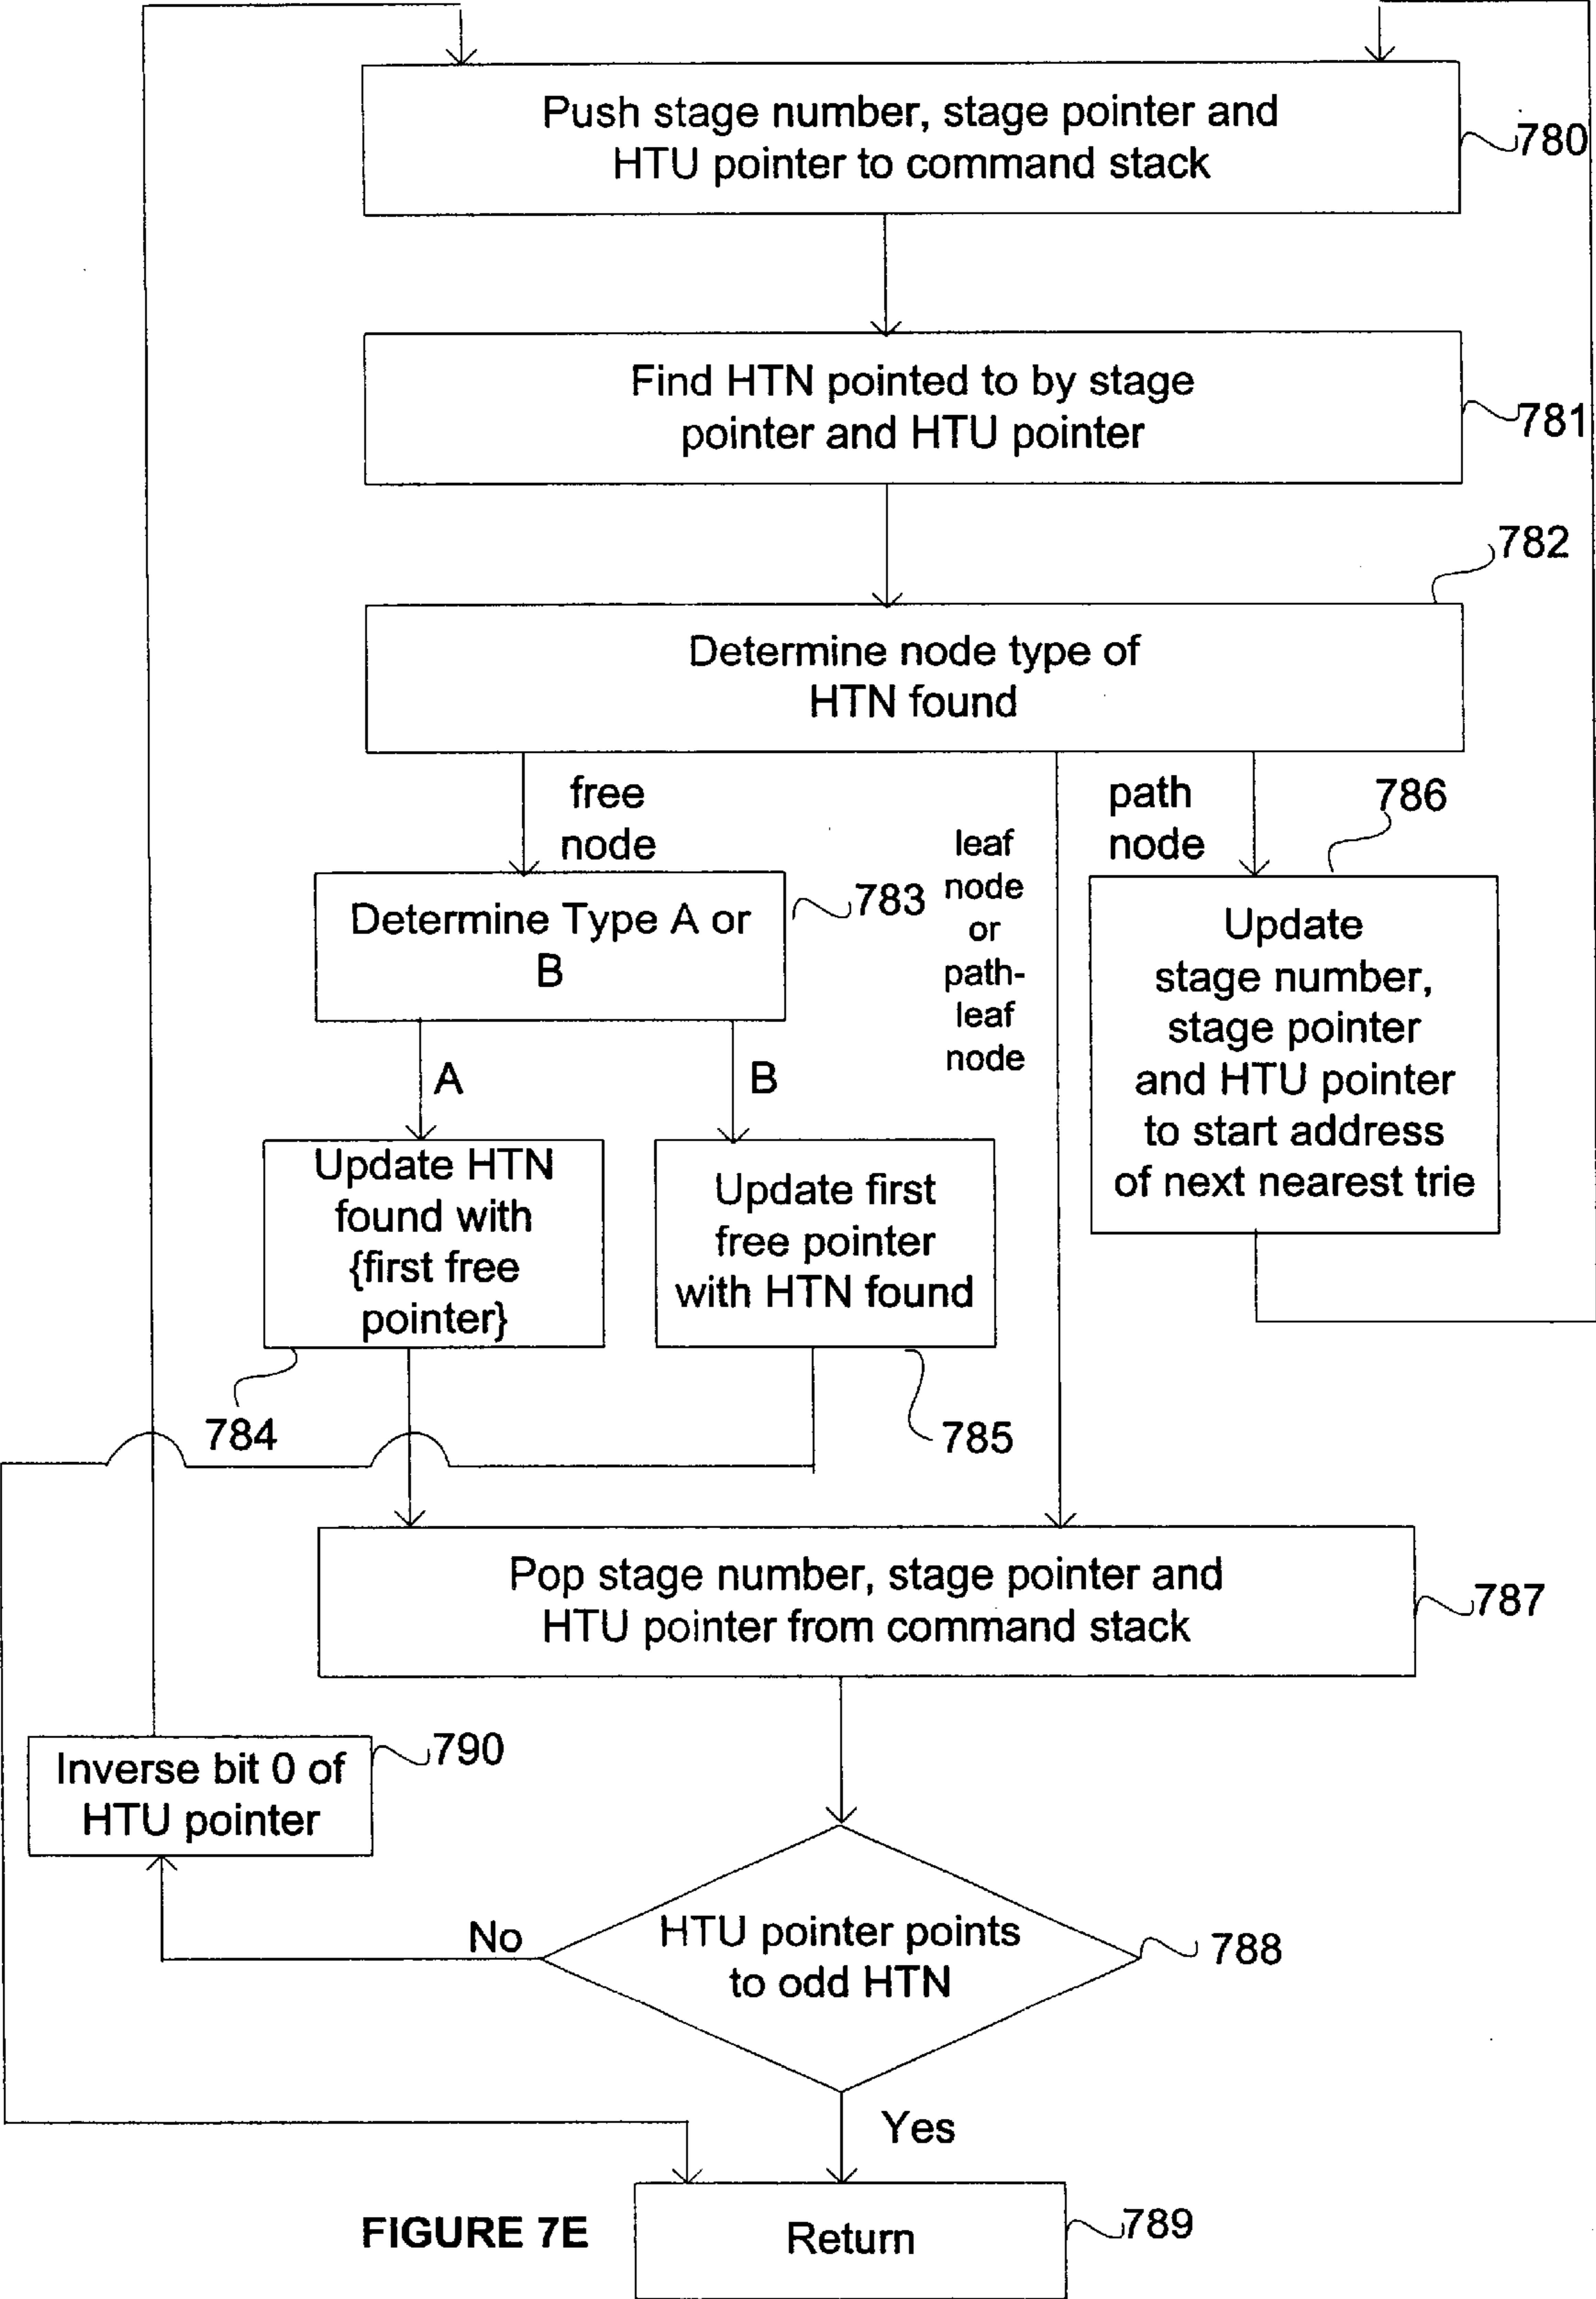 Push stage number, stage pointer and
HTU pointer to command stack
780
Find HTN pointed to by stage
pointer and HTU pointer
781
782
Determine node type of
HTN found
free
node
leaf
node
or
path-
leaf
node
path
node
786
Determine Type A or
B
783
Update
stage number,
stage pointer
and HTU pointer
to start address
of next nearest trie
A
B
Update HTN
found with
{first free
pointer}
Update first
free pointer
with HTN found
784
785
Pop stage number, stage pointer and
HTU pointer from command stack
787
Inverse bit 0 of
HTU pointer
790
No
HTU pointer points
to odd HTN
788
Yes
FIGURE 7E
Return
789